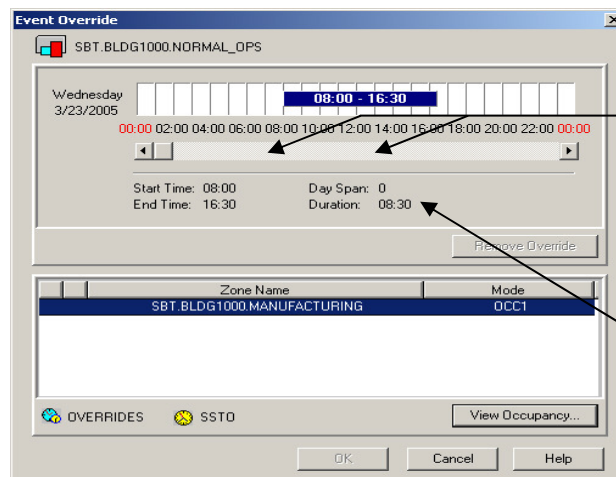 Event Override
SBT.BLDG1000.NORMAL_OPS
Wednesday
3/23/2005
08:00 - 16:30
00:00 02:00 04:00 06:00 08:00 10:00 12:00 14:00 16:00 18:00 20:00 22:00 00:00
Start Time: 08:00 Day Span: 0
End Time: 16:30 Duration: 08:30
Remove Override
Zone Name Mode
SBT.BLDG1000.MANUFACTURING OCC1
OVERRIDES SSTO View Occupancy...
OK Cancel Help